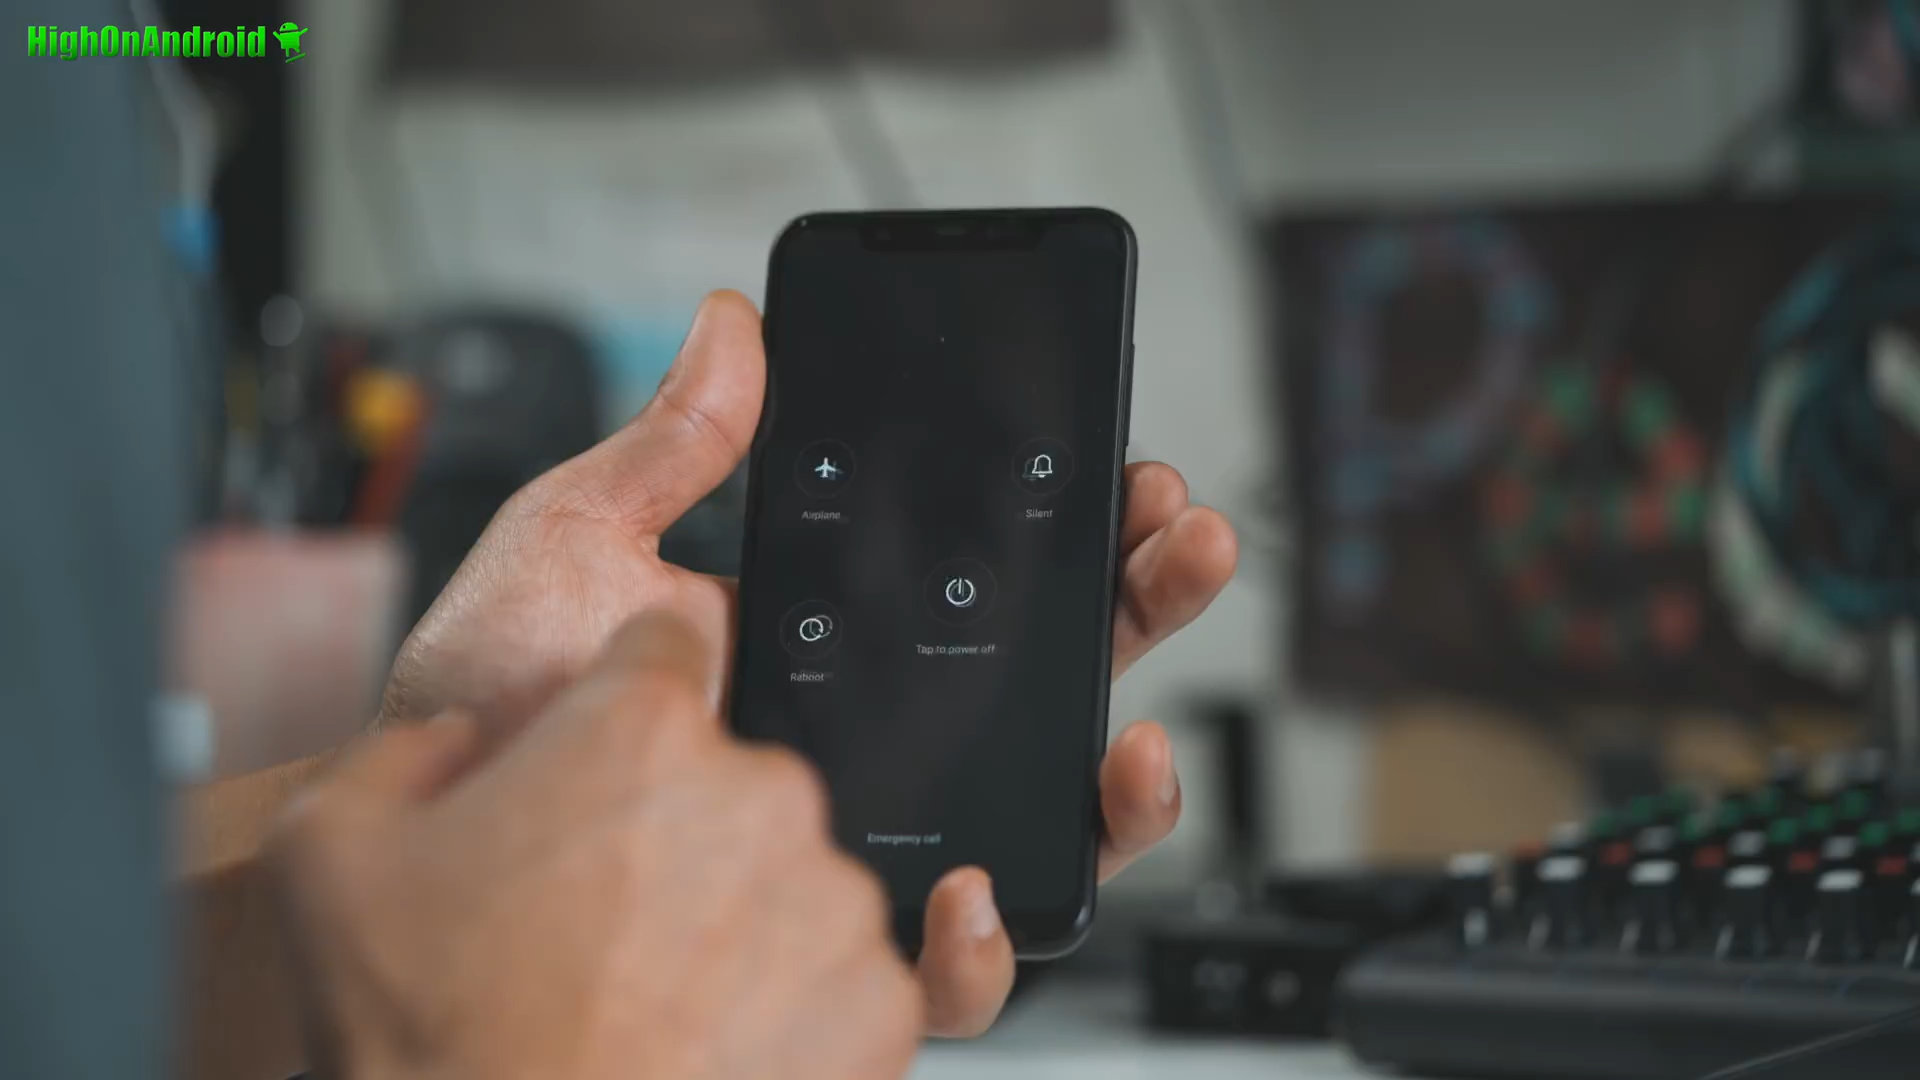 HighOnAndroid
Airplane
Silent
Tap to power off
Reboot
Emergency call